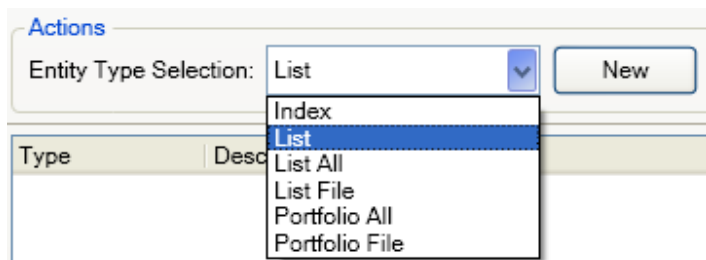 Actions
Entity Type Selection: List New
Index
List
Type Desc
List All
List File
Portfolio All
Portfolio File